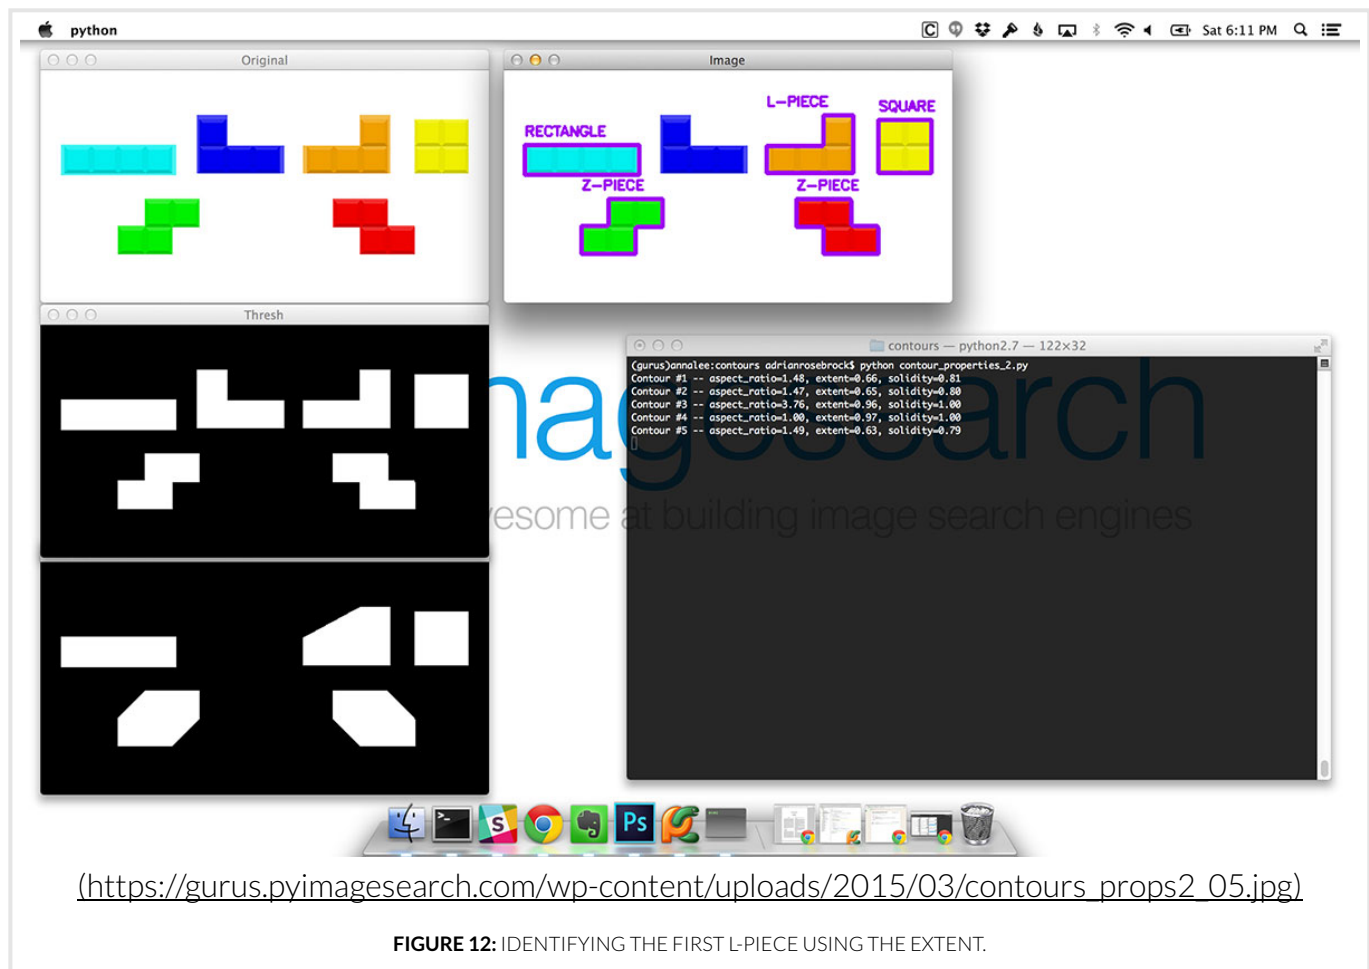 python
Sat 6:11 PM
Original
Image
RECTANGLE
L-PIECE
SQUARE
Z-PIECE
Z-PIECE
Thresh
contours — python2.7 — 122×32
(gurus)annalee:contours adrianrosebrock$ python contour_properties_2.py
Contour #1 -- aspect_ratio=1.48, extent=0.66, solidity=0.81
Contour #2 -- aspect_ratio=1.47, extent=0.65, solidity=0.80
Contour #3 -- aspect_ratio=3.76, extent=0.96, solidity=1.00
Contour #4 -- aspect_ratio=1.00, extent=0.97, solidity=1.00
Contour #5 -- aspect_ratio=1.49, extent=0.63, solidity=0.79
magesearch
esome at building image search engines
S
Ps
(https://gurus.pyimagesearch.com/wp-content/uploads/2015/03/contours_props2_05.jpg)
FIGURE 12: IDENTIFYING THE FIRST L-PIECE USING THE EXTENT.